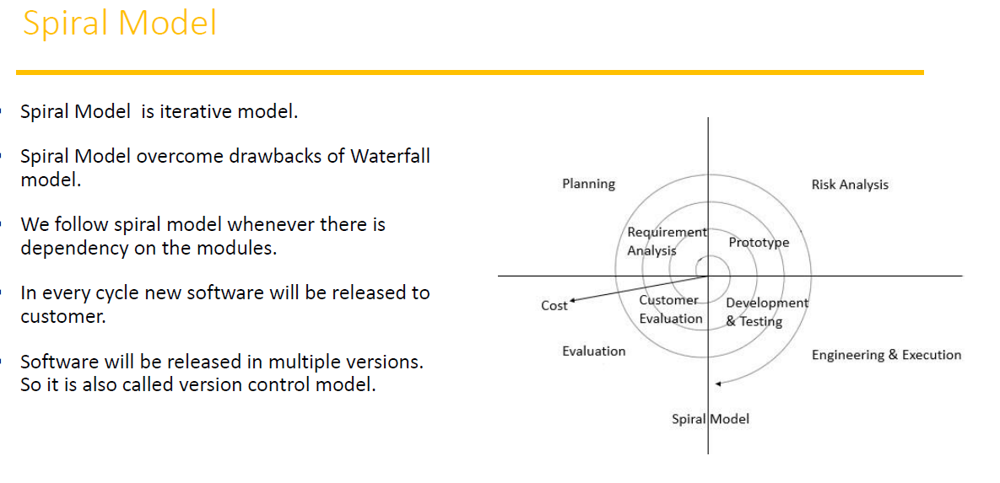 Spiral Model
Spiral Model is iterative model.
Spiral Model overcome drawbacks of Waterfall
model.
We follow spiral model whenever there is
dependency on the modules.
In every cycle new software will be released to
customer.
Software will be released in multiple versions.
So it is also called version control model.
Planning
Risk Analysis
Requirement
Analysis
Prototype
Cost
Customer
Evaluation
Development
& Testing
Evaluation
Engineering & Execution
Spiral Model